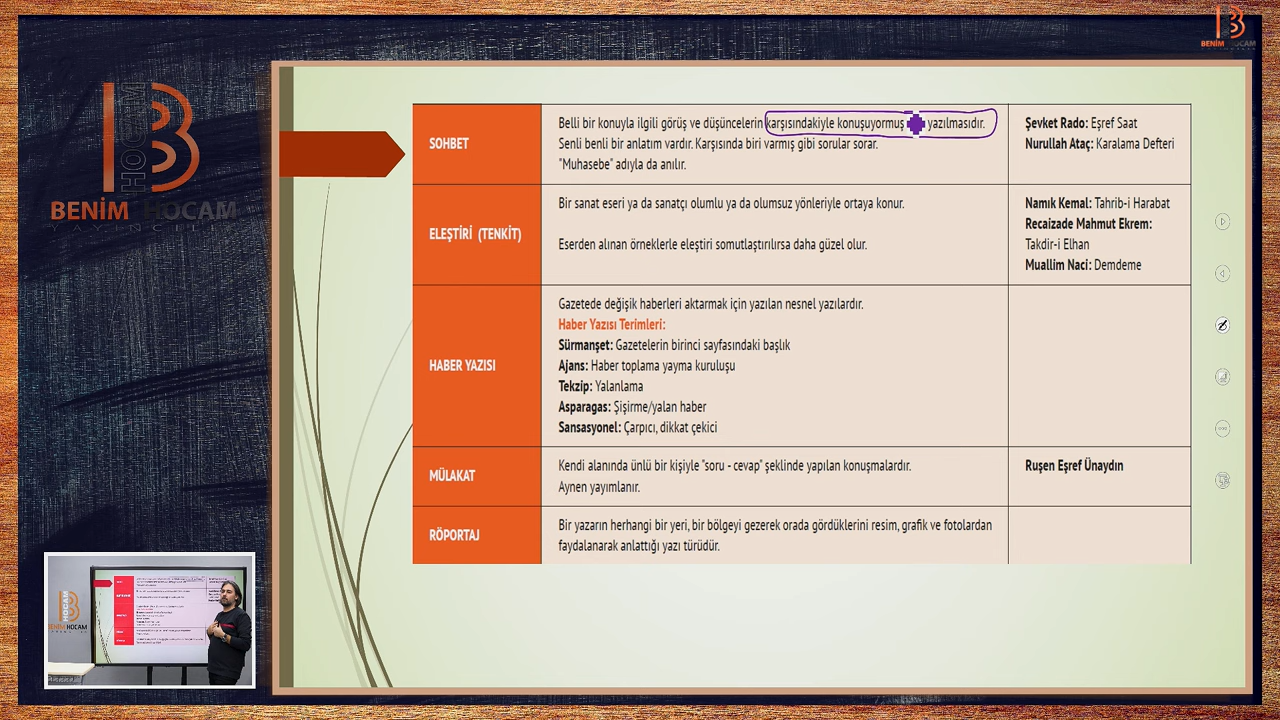 BENİM HOCAM
HOCAM
BENİM HOCAM
YAYINCILIK
SOHBET
Belli bir konuyla ilgili görüş ve düşüncelerin karşısındakiyle konuşuyormuş yazılmasıdır.
Senli benli bir anlatım vardır. Karşısında biri varmış gibi sorular sorar.
"Muhasebe" adıyla da anılır.
Şevket Rado: Eşref Saat
Nurullah Ataç: Karalama Defteri
ELEŞTİRİ (TENKİT)
Bir sanat eseri ya da sanatçı olumlu ya da olumsuz yönleriyle ortaya konur.
Eserden alınan örneklerle eleştiri somutlaştırılırsa daha güzel olur.
Namık Kemal: Tahrib-i Harabat
Recaizade Mahmut Ekrem:
Takdir-i Elhan
Muallim Naci: Demdeme
HABER YAZISI
Gazetede değişik haberleri aktarmak için yazılan nesnel yazılardır.
Haber Yazısı Terimleri:
Sürmanşet: Gazetelerin birinci sayfasındaki başlık
Ajans: Haber toplama yayma kuruluşu
Tekzip: Yalanlama
Asparagas: Şişirme/yalan haber
Sansasyonel: Çarpıcı, dikkat çekici
MÜLAKAT
Kendi alanında ünlü bir kişiyle "soru - cevap" şeklinde yapılan konuşmalardır.
Aynen yayımlanır.
Ruşen Eşref Ünaydın
RÖPORTAJ
Bir yazarın herhangi bir yeri, bir bölgeyi gezerek orada gördüklerini resim, grafik ve fotolardan
faydalanarak anlattığı yazı türüdür.
BENİM HOCAM